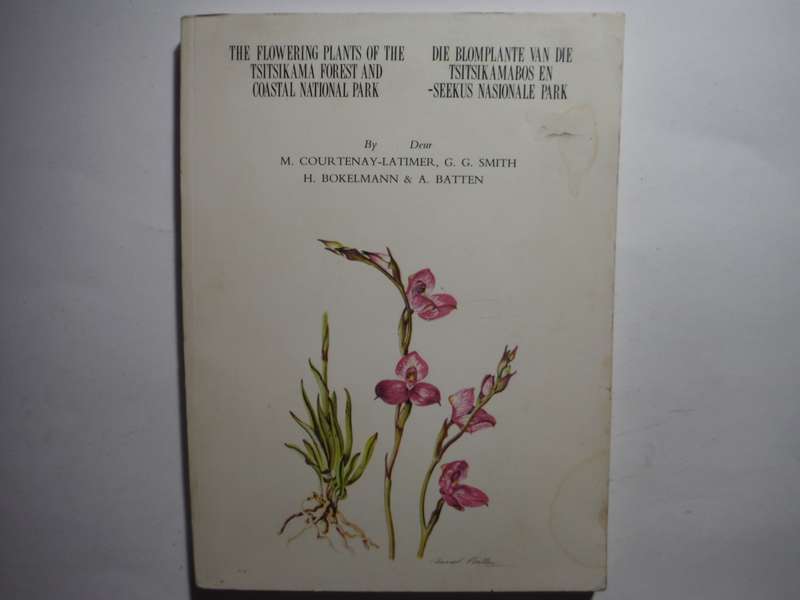 THE FLOWERING PLANTS OF THE
TSITSIKAMA FOREST AND
COASTAL NATIONAL PARK
DIE BLOMPLANTE VAN DIE
TSITSIKAMABOS EN
-SEEKUS NASIONALE PARK
By Deur
M. COURTENAY-LATIMER, G. G. SMITH
H. BOKELMANN & A. BATTEN